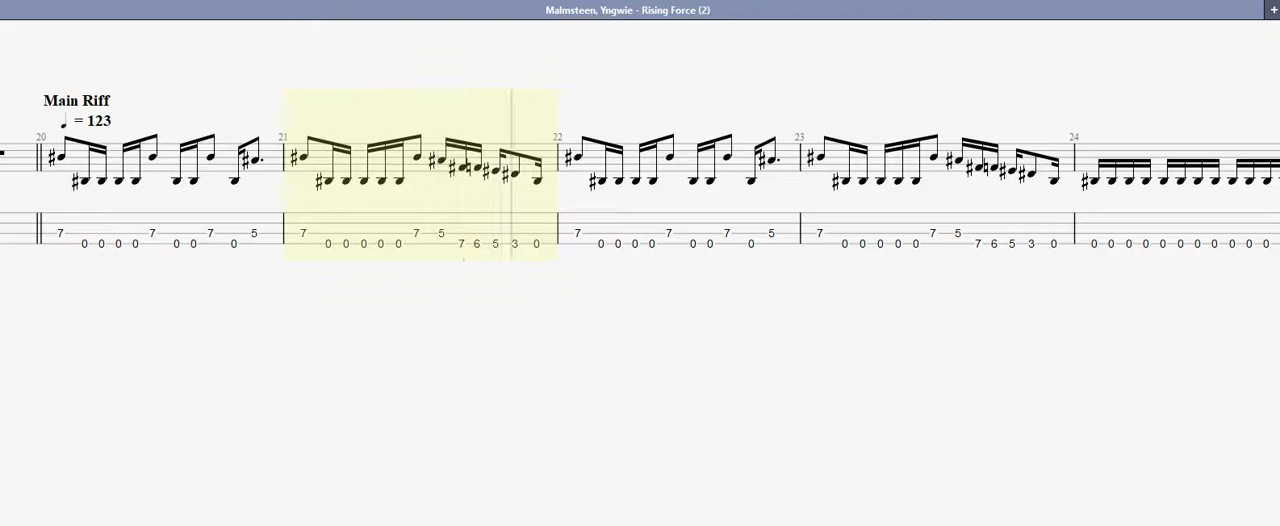 Malmsteen, Yngwie - Rising Force (2)
+
Main Riff
= 123
20 21 22 23 24
7 7 7 5 7 7 5 7 7 7 5 7 7 5
0 0 0 0 0 0 0 0 0 0 0 0 7 6 5 3 0 0 0 0 0 0 0 0 0 0 0 0 0 7 6 5 3 0 0 0 0 0 0 0 0 0 0 0 0